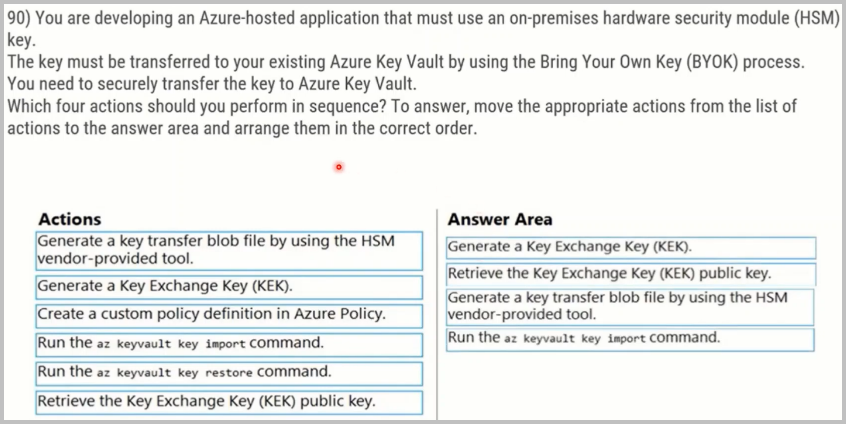 90) You are developing an Azure-hosted application that must use an on-premises hardware security module (HSM)
key.
The key must be transferred to your existing Azure Key Vault by using the Bring Your Own Key (BYOK) process.
You need to securely transfer the key to Azure Key Vault.
Which four actions should you perform in sequence? To answer, move the appropriate actions from the list of
actions to the answer area and arrange them in the correct order.
Actions
Generate a key transfer blob file by using the HSM
vendor-provided tool.
Generate a Key Exchange Key (KEK).
Create a custom policy definition in Azure Policy.
Run the az keyvault key import command.
Run the az keyvault key restore command.
Retrieve the Key Exchange Key (KEK) public key.
Answer Area
Generate a Key Exchange Key (KEK).
Retrieve the Key Exchange Key (KEK) public key.
Generate a key transfer blob file by using the HSM
vendor-provided tool.
Run the az keyvault key import command.